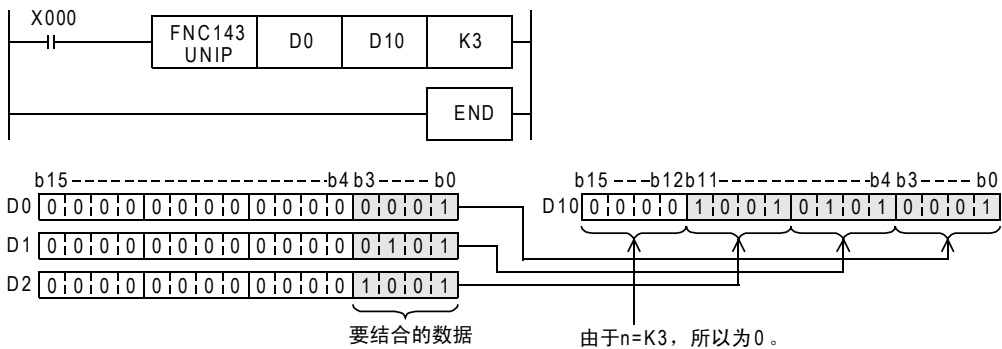 X000
FNC143 UNIP D0 D10 K3
END
b15 b4 b3 b0 b15 b12 b11 b4 b3 b0
D0 0 0 0 0 0 0 0 0 0 0 0 0 0 0 0 1 D10 0 0 0 0 1 0 0 1 0 1 0 1 0 0 0 1
D1 0 0 0 0 0 0 0 0 0 0 0 0 0 1 0 1
D2 0 0 0 0 0 0 0 0 0 0 0 0 1 0 0 1
要结合的数据 由于n=K3，所以为0。